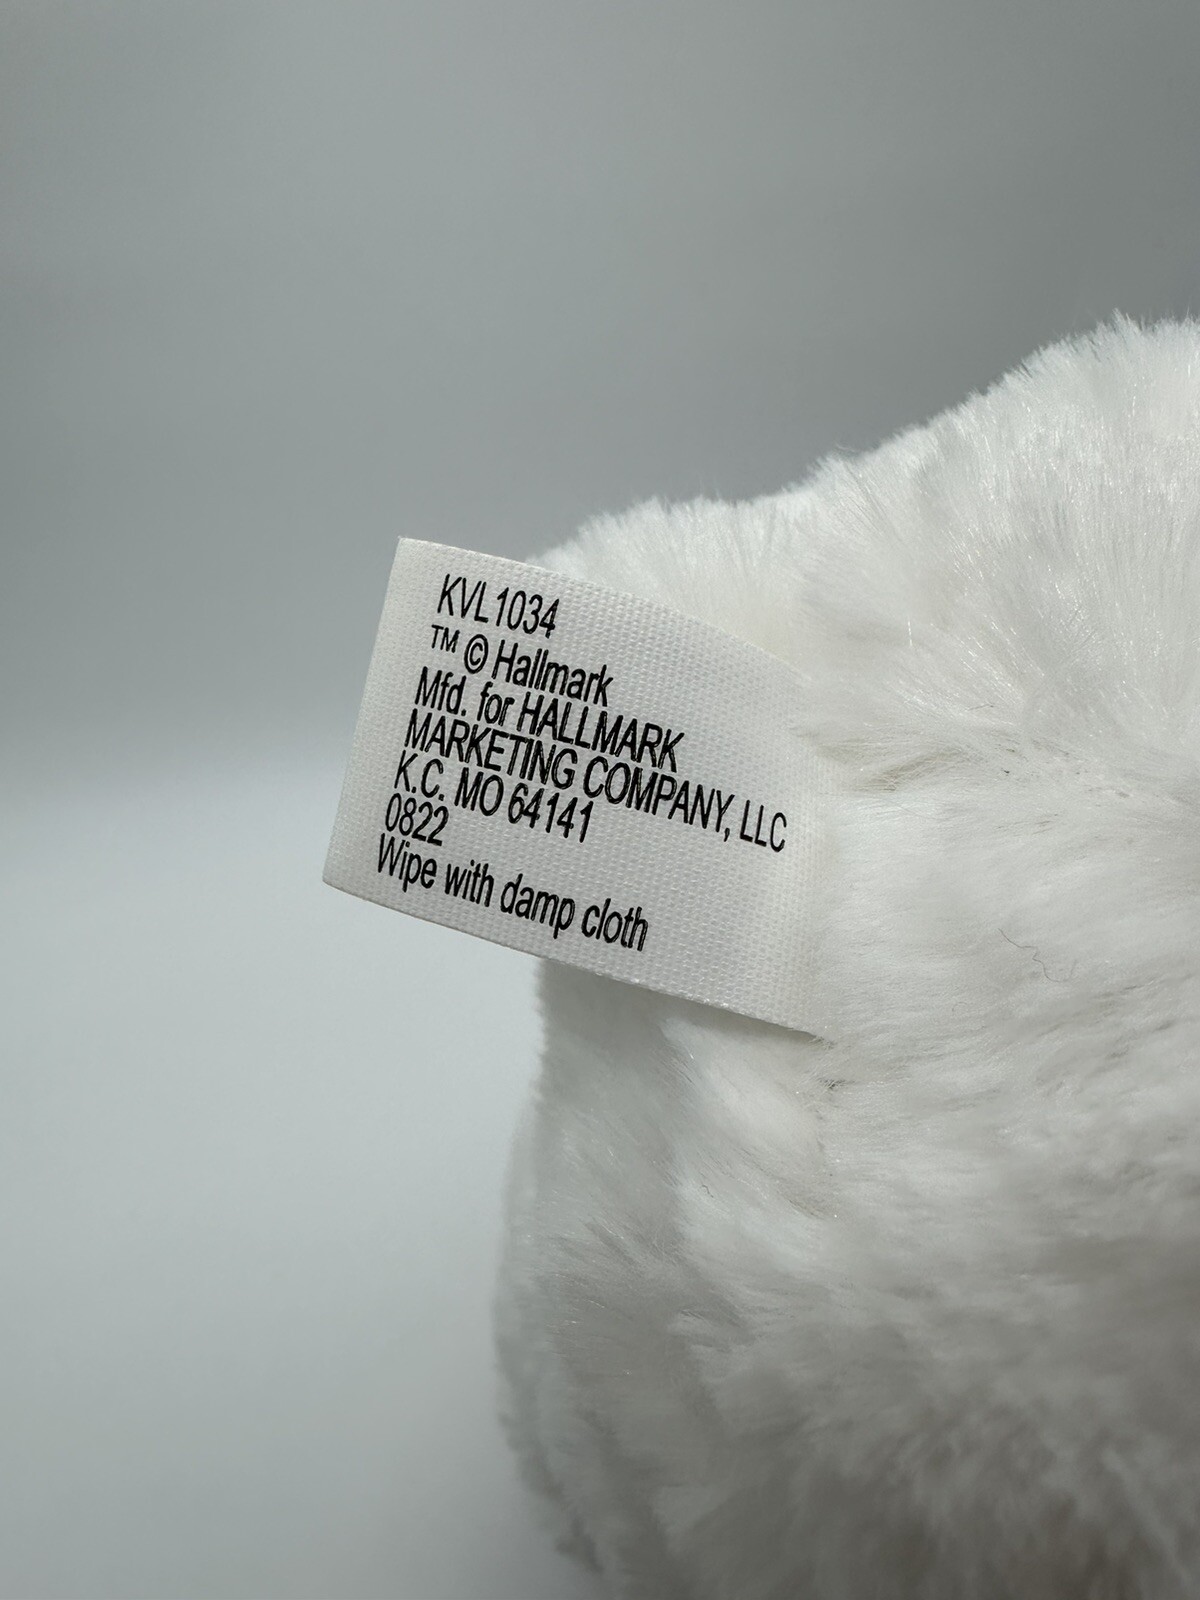 KVL1034
™ © Hallmark
Mfd. for HALLMARK
MARKETING COMPANY, LLC
K.C. MO 64141
0822
Wipe with damp cloth